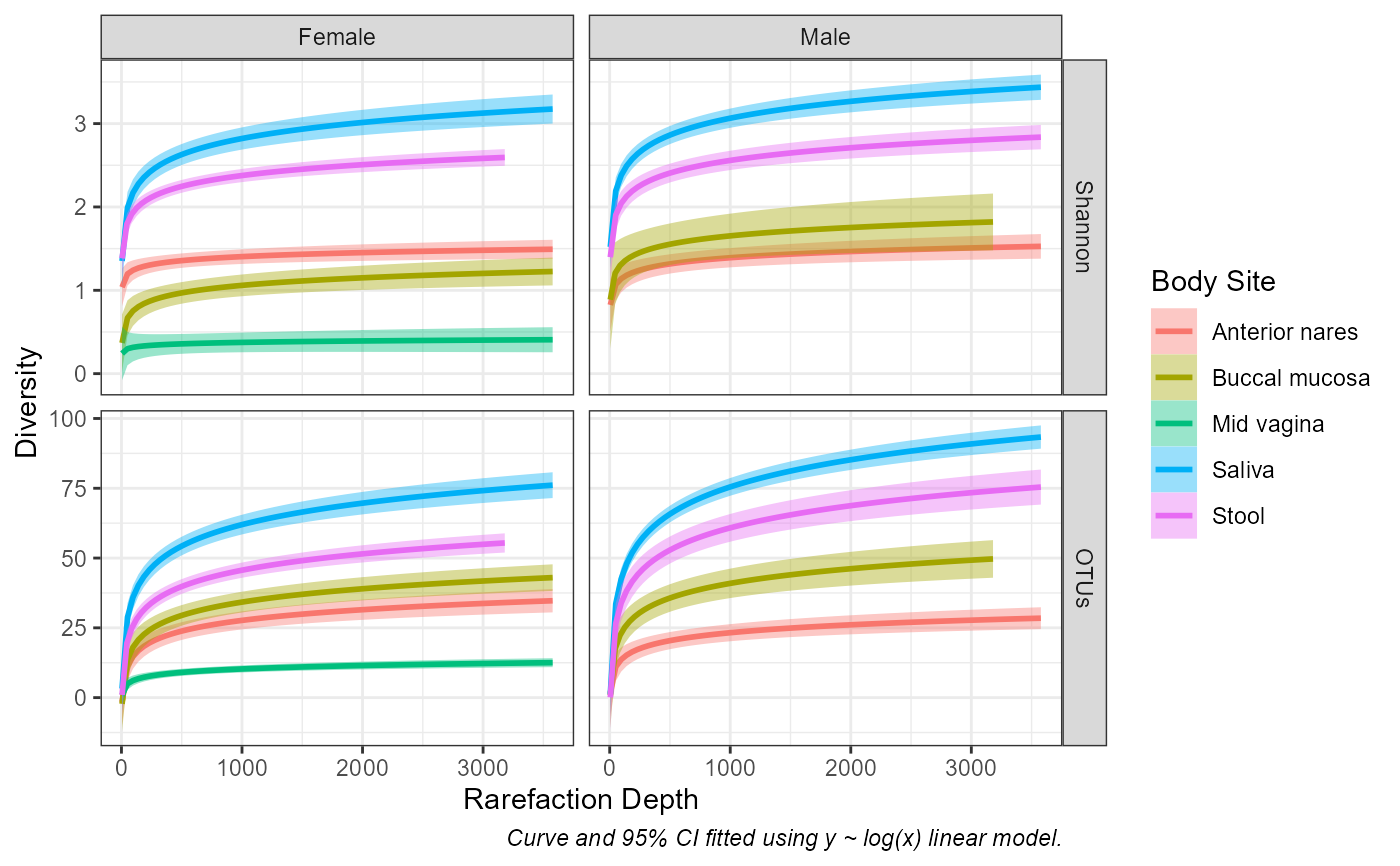 Female
Male
3
2
1
0
Shannon
100
75
50
25
0
OTUs
Diversity
0
1000
2000
3000
0
1000
2000
3000
Rarefaction Depth
Curve and 95% CI fitted using y ~ log(x) linear model.
Body Site
Anterior nares
Buccal mucosa
Mid vagina
Saliva
Stool